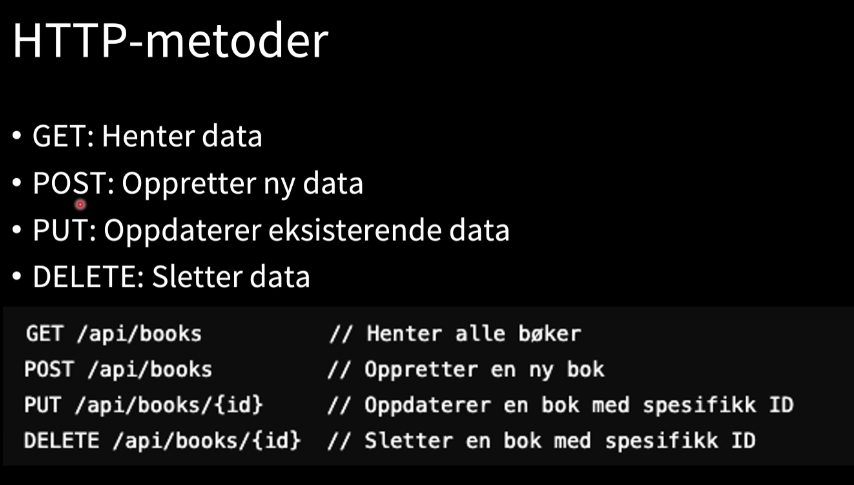 HTTP-metoder
• GET: Henter data
• POST: Oppretter ny data
• PUT: Oppdaterer eksisterende data
• DELETE: Sletter data
GET /api/books // Henter alle bøker
POST /api/books // Oppretter en ny bok
PUT /api/books/{id} // Oppdaterer en bok med spesifikk ID
DELETE /api/books/{id} // Sletter en bok med spesifikk ID